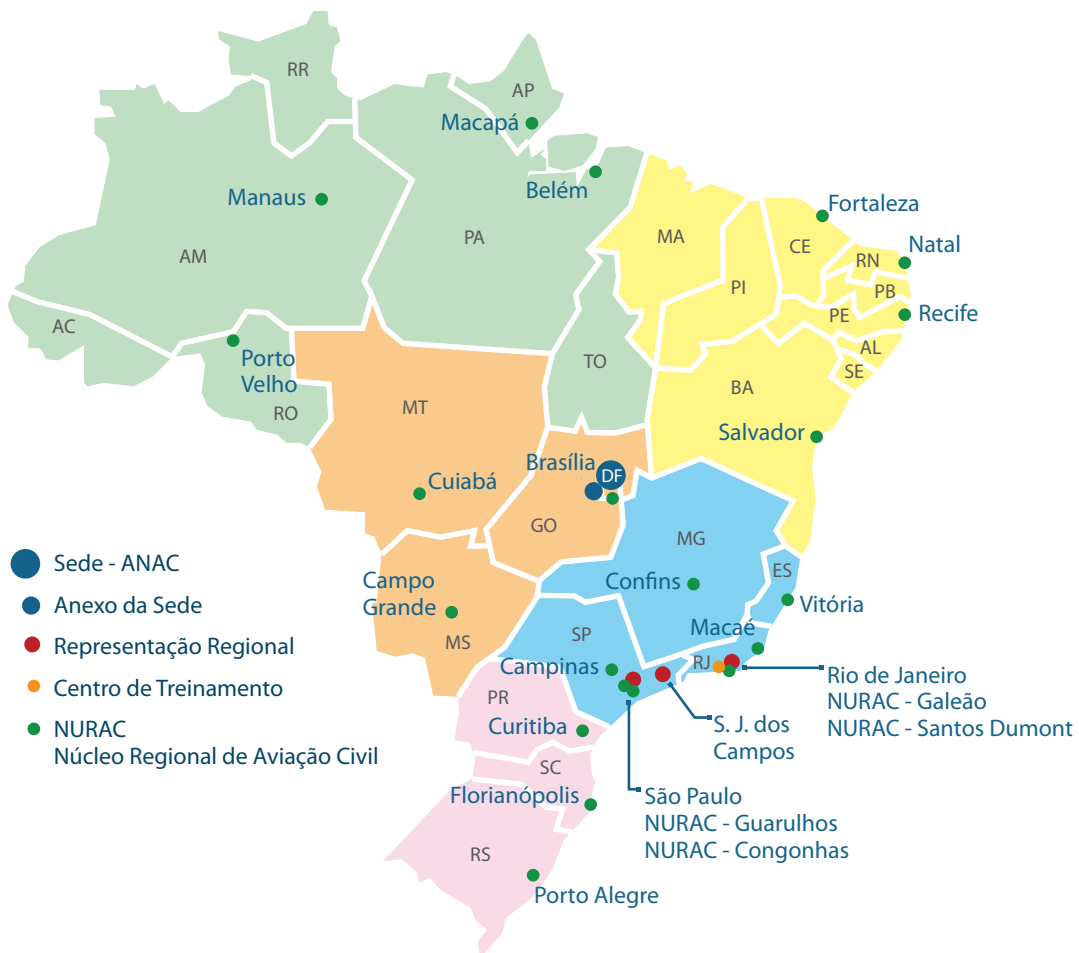 RR
AP
Macapá
Belém
Manaus
PA
AM
MA
Fortaleza
CE
Natal
RN
PI
PB
PE
Recife
AC
AL
Porto
Velho
TO
SE
BA
RO
MT
Salvador
Brasília
DF
Cuiabá
GO
MG
Sede - ANAC
ES
Campo
Grande
Confins
Anexo da Sede
Vitória
MS
SP
Macaé
Representação Regional
Campinas
RJ
Rio de Janeiro
NURAC - Galeão
NURAC - Santos Dumont
Centro de Treinamento
PR
Curitiba
S. J. dos
Campos
NURAC
Núcleo Regional de Aviação Civil
SC
Florianópolis
São Paulo
NURAC - Guarulhos
NURAC - Congonhas
RS
Porto Alegre